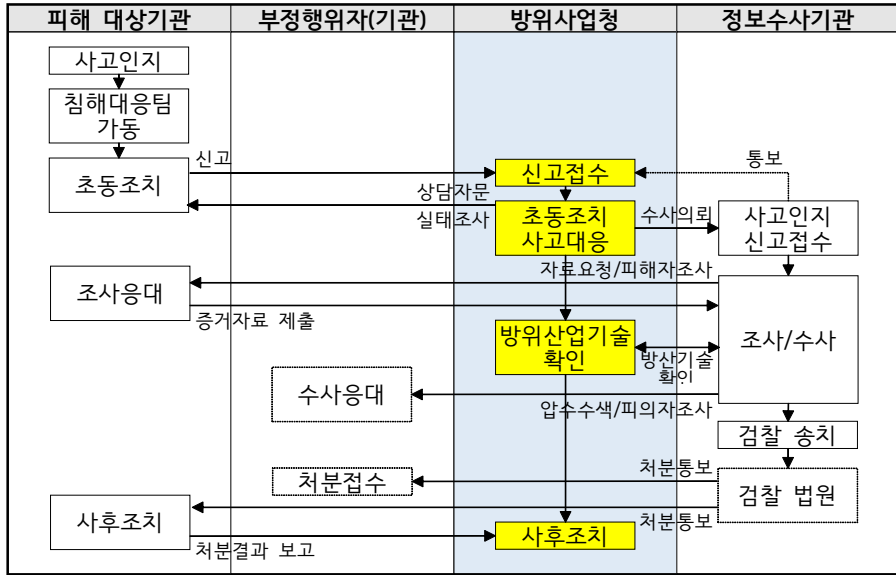 피해 대상기관
부정행위자(기관)
방위사업청
정보수사기관
사고인지
침해대응팀
가동
초동조치
신고
신고접수
통보
상담자문
실태조사
초동조치
사고대응
수사의뢰
사고인지
신고접수
자료요청/피해자조사
조사응대
증거자료 제출
조사/수사
방위산업기술
확인
방산기술
확인
수사응대
압수수색/피의자조사
검찰 송치
처분통보
처분접수
검찰 법원
처분통보
사후조치
처분결과 보고
사후조치